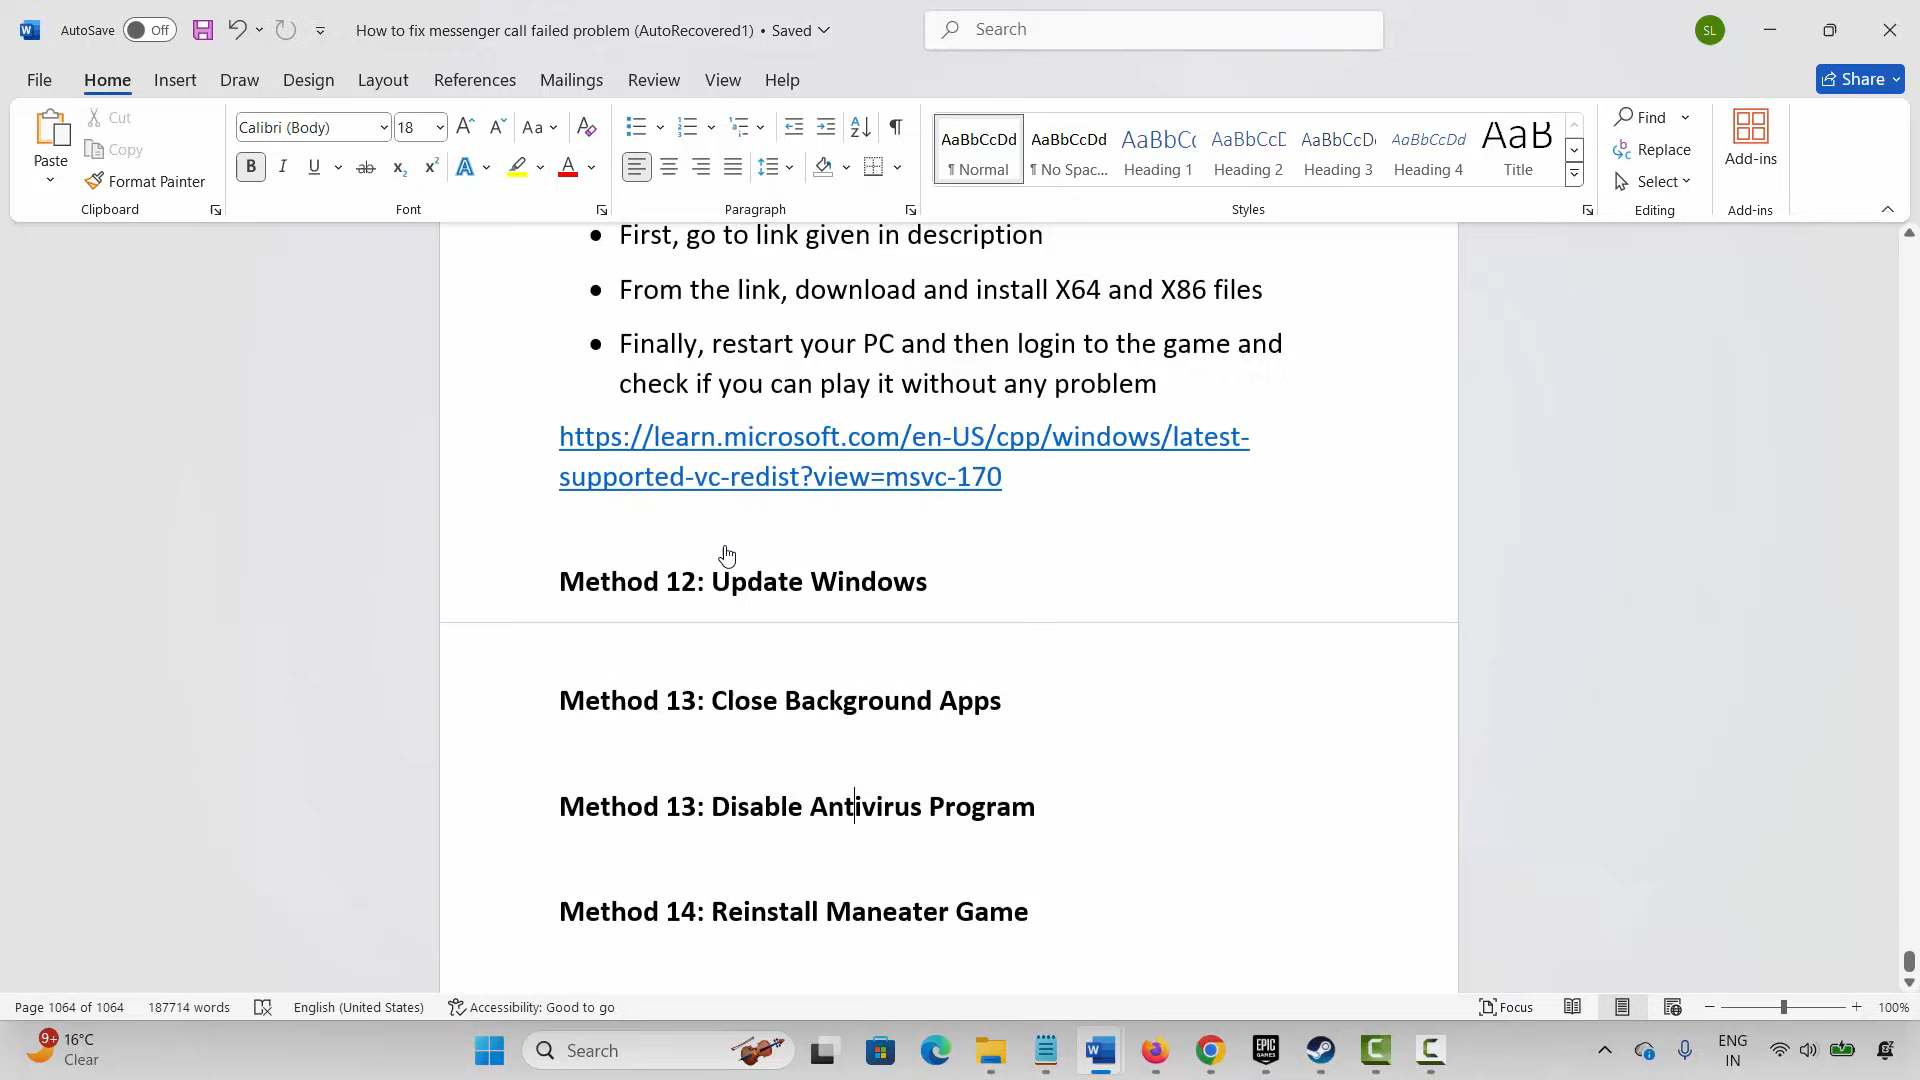 AutoSave Off How to fix messenger call failed problem (AutoRecovered1) • Saved Search SL
File Home Insert Draw Design Layout References Mailings Review View Help Share
Paste Cut Copy Format Painter
Calibri (Body) 18
AaBbCcDd AaBbCcDd AaBbCc AaBbCcD AaBbCcDc AaBbCcDd AaB
¶ Normal ¶ No Spac... Heading 1 Heading 2 Heading 3 Heading 4 Title
Find Replace Select Add-ins
Clipboard Font Paragraph Styles Editing Add-ins
• First, go to link given in description
• From the link, download and install X64 and X86 files
• Finally, restart your PC and then login to the game and
check if you can play it without any problem
https://learn.microsoft.com/en-US/cpp/windows/latest-
supported-vc-redist?view=msvc-170
Method 12: Update Windows
Method 13: Close Background Apps
Method 13: Disable Antivirus Program
Method 14: Reinstall Maneater Game
Page 1064 of 1064 187714 words English (United States) Accessibility: Good to go Focus 100%
9+ 16°C
Clear
Search
EPIC GAMES
ENG
IN